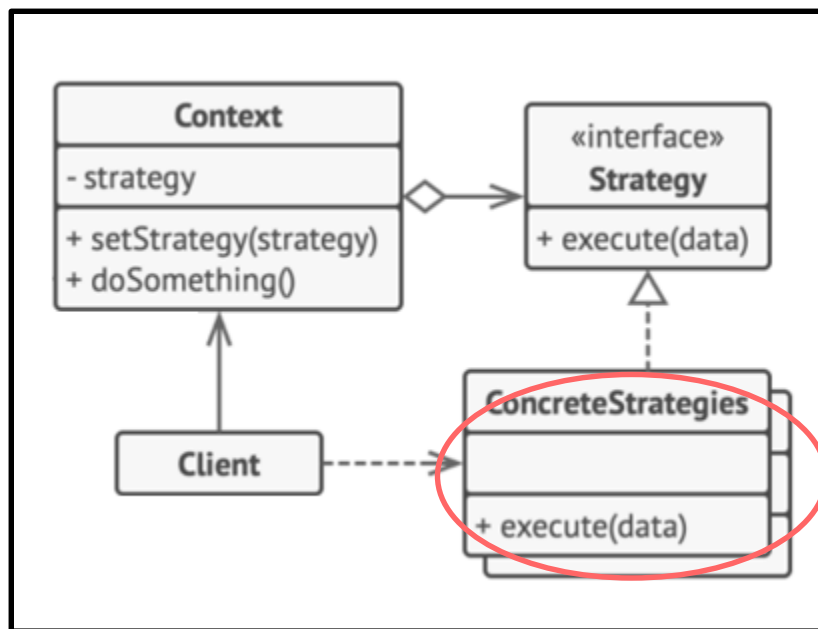 Context
- strategy
+ setStrategy(strategy)
+ doSomething()
«interface»
Strategy
+ execute(data)
Client
ConcreteStrategies
+ execute(data)